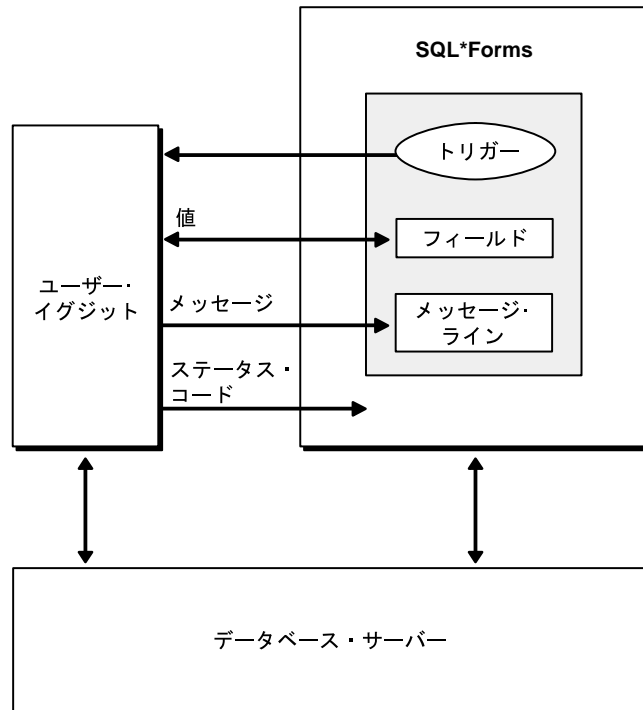 SQL*Forms
トリガー
値
フィールド
ユーザー・
イグジット
メッセージ
メッセージ・
ライン
ステータス・
コード
データベース・サーバー